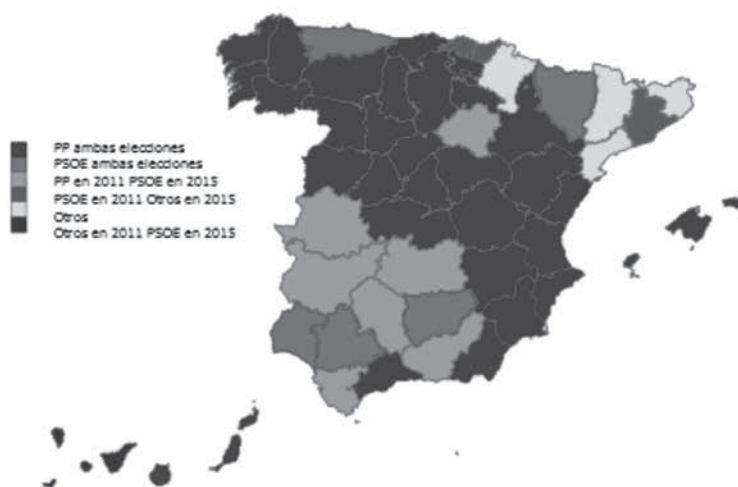 PP ambas elecciones
PSOE ambas elecciones
PP en 2011 PSOE en 2015
PSOE en 2011 Otros en 2015
Otros
Otros en 2011 PSOE en 2015